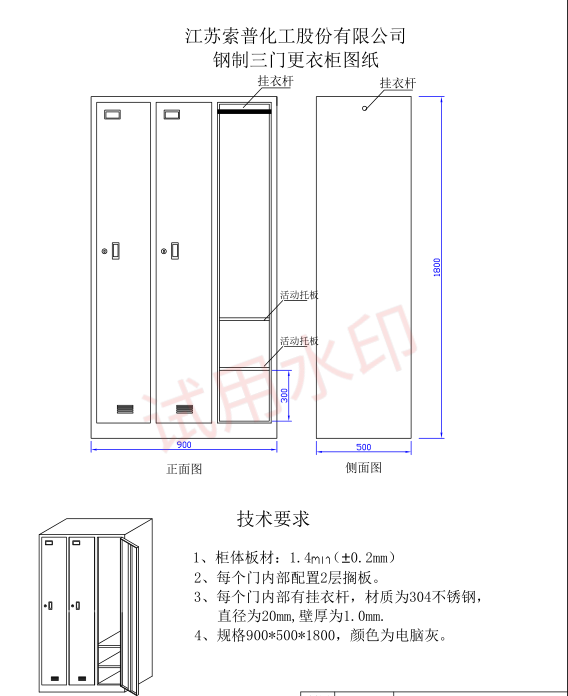 江苏索普化工股份有限公司
钢制三门更衣柜图纸
挂衣杆
挂衣杆
1800
活动托板
活动托板
300
900
500
正面图
侧面图
试用水印
技术要求
1、柜体板材：1.4mm（±0.2mm）
2、每个门内部配置2层搁板。
3、每个门内部有挂衣杆，材质为304不锈钢，
直径为20mm,壁厚为1.0mm.
4、规格900*500*1800，颜色为电脑灰。